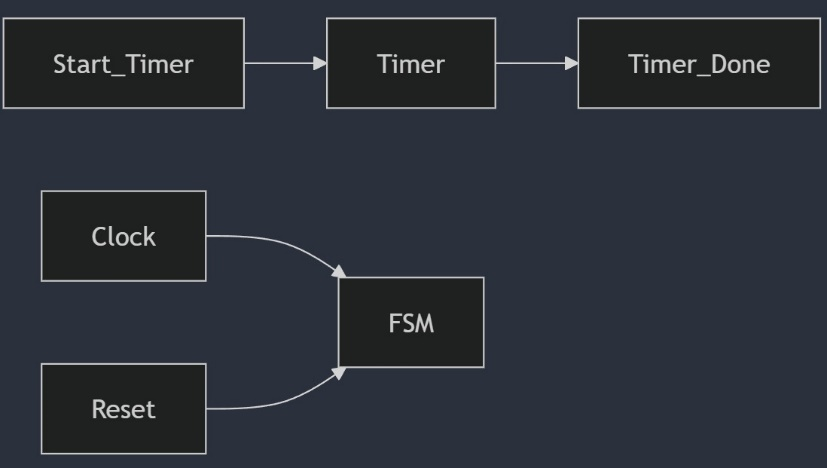 Start_Timer
Timer
Timer_Done
Clock
FSM
Reset